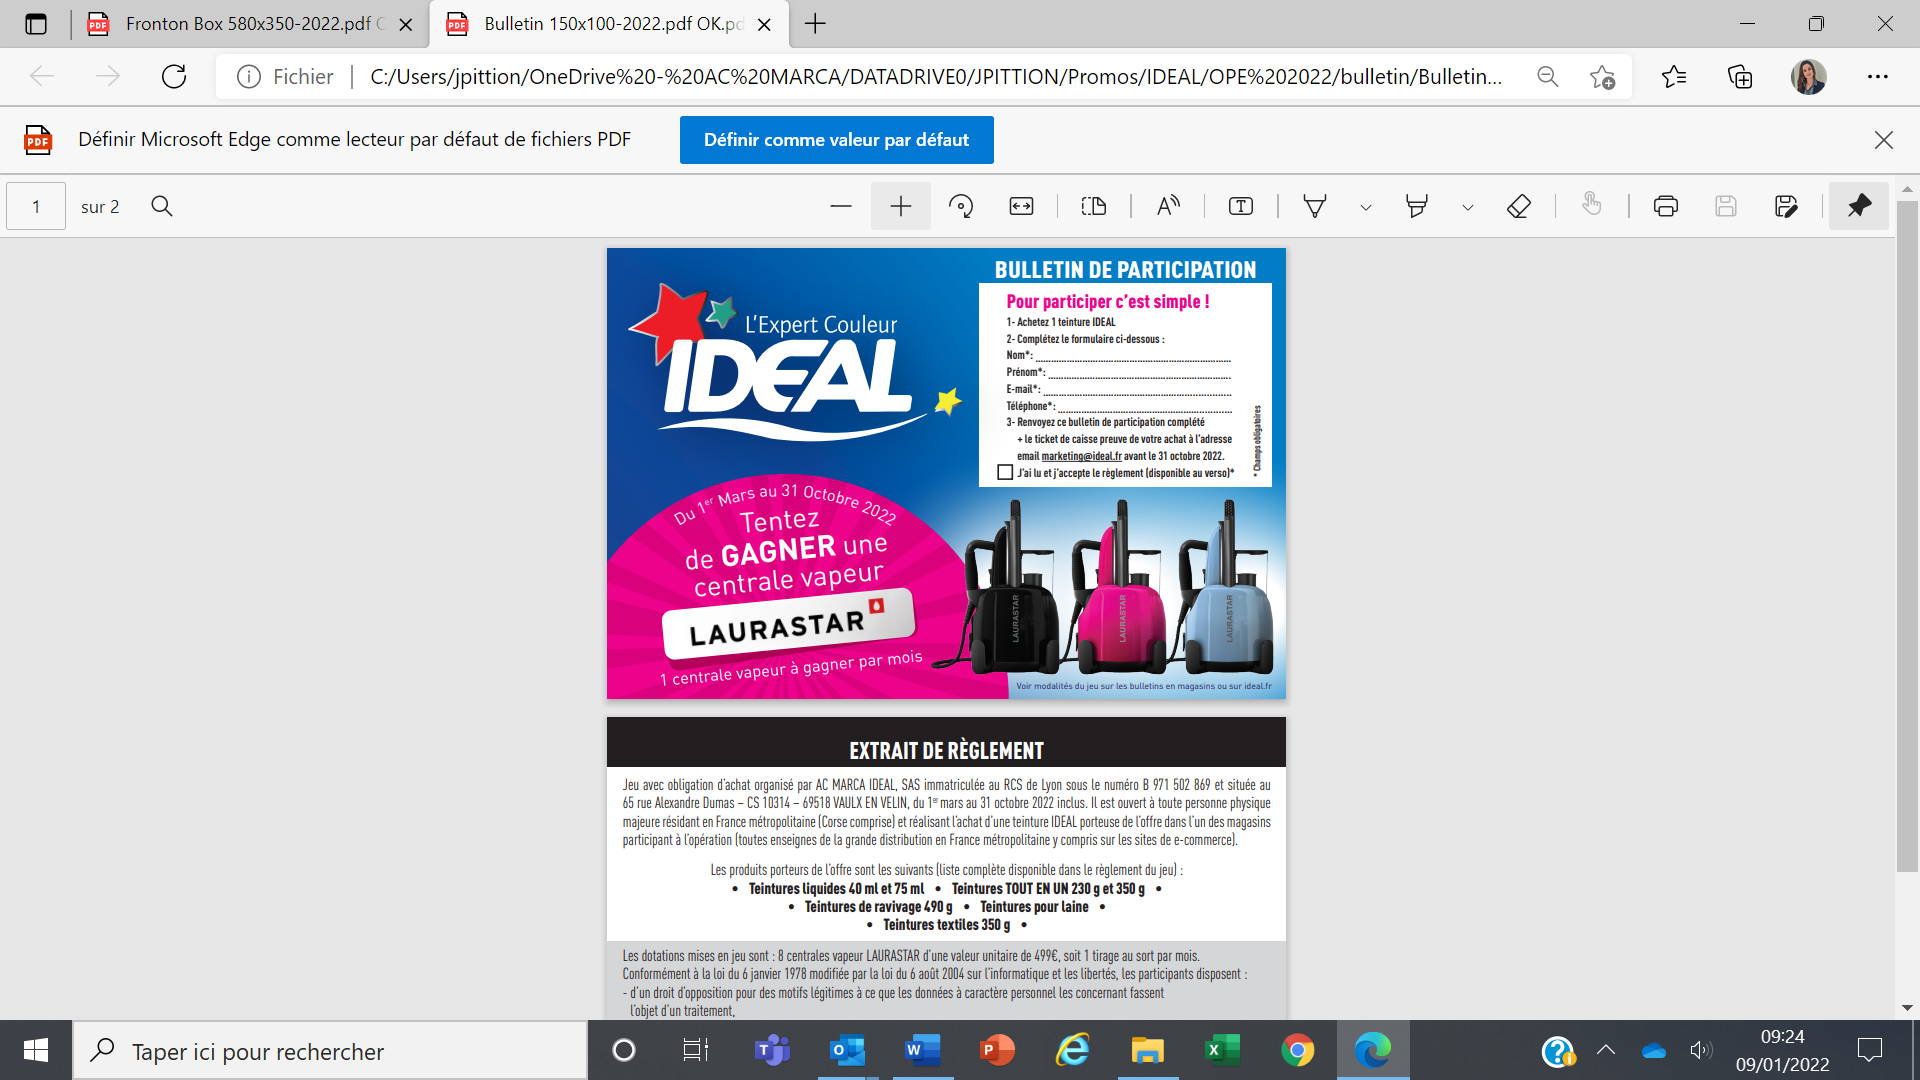 Fronton Box 580x350-2022.pdf
Bulletin 150x100-2022.pdf OK.pd
Fichier
C:/Users/jpittion/OneDrive%20-%20AC%20MARCA/DATADRIVE0/JPITTION/Promos/IDEAL/OPE%202022/bulletin/Bulletin...
PDF
Définir Microsoft Edge comme lecteur par défaut de fichiers PDF
Définir comme valeur par défaut
1
sur 2
L'Expert Couleur
IDEAL
BULLETIN DE PARTICIPATION
Pour participer c'est simple !
1- Achetez 1 teinture IDEAL
2- Complétez le formulaire ci-dessous :
Nom*:
Prénom*:
E-mail*:
Téléphone*:
3- Renvoyez ce bulletin de participation complété
+ le ticket de caisse preuve de votre achat à l'adresse
email marketing@ideal.fr avant le 31 octobre 2022.
J'ai lu et j'accepte le règlement (disponible au verso)*
* Champs obligatoires
Du 1er Mars au 31 Octobre 2022
Tentez
de GAGNER une
centrale vapeur
LAURASTAR
1 centrale vapeur à gagner par mois
LAURASTAR
LAURASTAR
LAURASTAR
Voir modalités du jeu sur les bulletins en magasins ou sur ideal.fr
EXTRAIT DE RÈGLEMENT
Jeu avec obligation d'achat organisé par AC MARCA IDEAL, SAS immatriculée au RCS de Lyon sous le numéro B 971 502 869 et située au
65 rue Alexandre Dumas – CS 10314 – 69518 VAULX EN VELIN, du 1er mars au 31 octobre 2022 inclus. Il est ouvert à toute personne physique
majeure résidant en France métropolitaine (Corse comprise) et réalisant l'achat d'une teinture IDEAL porteuse de l'offre dans l'un des magasins
participant à l'opération (toutes enseignes de la grande distribution en France métropolitaine y compris sur les sites de e-commerce).
Les produits porteurs de l'offre sont les suivants (liste complète disponible dans le règlement du jeu) :
• Teintures liquides 40 ml et 75 ml • Teintures TOUT EN UN 230 g et 350 g •
• Teintures de ravivage 490 g • Teintures pour laine •
• Teintures textiles 350 g •
Les dotations mises en jeu sont : 8 centrales vapeur LAURASTAR d'une valeur unitaire de 499€, soit 1 tirage au sort par mois.
Conformément à la loi du 6 janvier 1978 modifiée par la loi du 6 août 2004 sur l'informatique et les libertés, les participants disposent :
- d'un droit d'opposition pour des motifs légitimes à ce que les données à caractère personnel les concernant fassent
l'objet d'un traitement,
Taper ici pour rechercher
09:24
09/01/2022